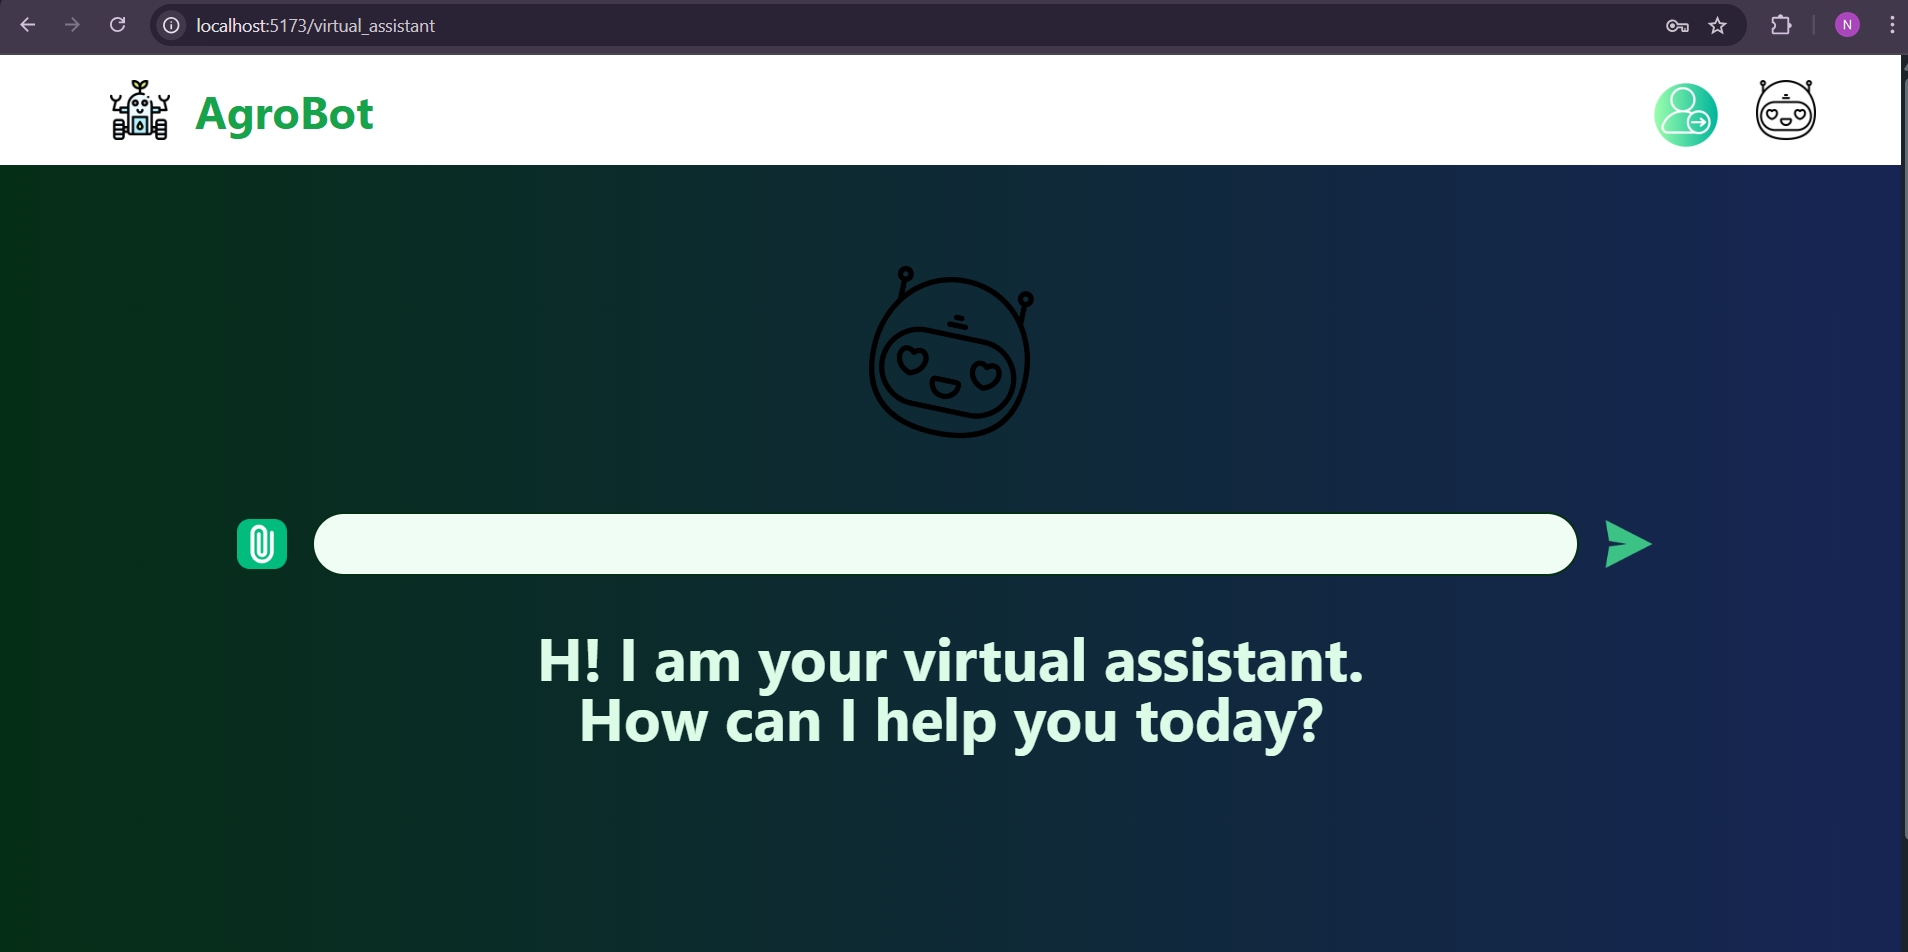 localhost:5173/virtual_assistant
N
AgroBot
H! I am your virtual assistant.
How can I help you today?